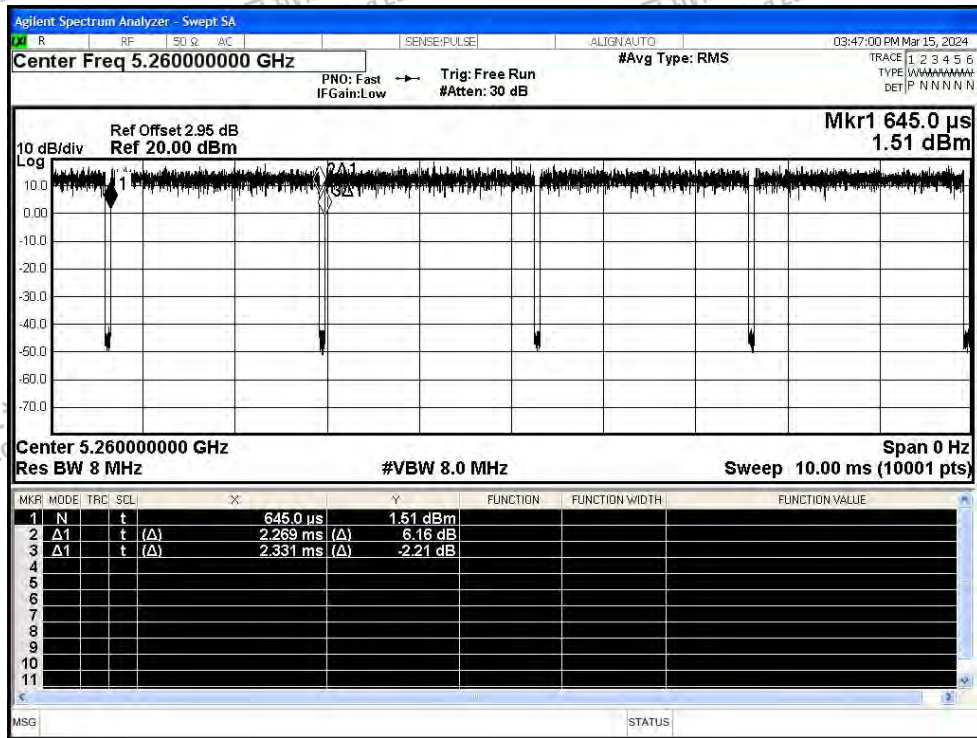 Agilent Spectrum Analyzer - Swept SA
LXI R RF 50 Ω AC SENSE:PULSE ALIGN AUTO 03:47:00 PM Mar 15, 2024
Center Freq 5.260000000 GHz #Avg Type: RMS TRACE 1 2 3 4 5 6
PNO: Fast Trig: Free Run TYPE WWWWWW
IFGain:Low #Atten: 30 dB DET P N N N N N
Mkr1 645.0 µs
Ref Offset 2.95 dB
10 dB/div Ref 20.00 dBm 1.51 dBm
Log
2Δ1
10.0 1
3Δ1
0.00
-10.0
-20.0
-30.0
-40.0
-50.0
-60.0
-70.0
Center 5.260000000 GHz Span 0 Hz
Res BW 8 MHz #VBW 8.0 MHz Sweep 10.00 ms (10001 pts)
MKR MODE TRC SCL X Y FUNCTION FUNCTION WIDTH FUNCTION VALUE
1 N t 645.0 µs 1.51 dBm
2 Δ1 t (Δ) 2.269 ms (Δ) 6.16 dB
3 Δ1 t (Δ) 2.331 ms (Δ) -2.21 dB
4
5
6
7
8
9
10
11
MSG STATUS